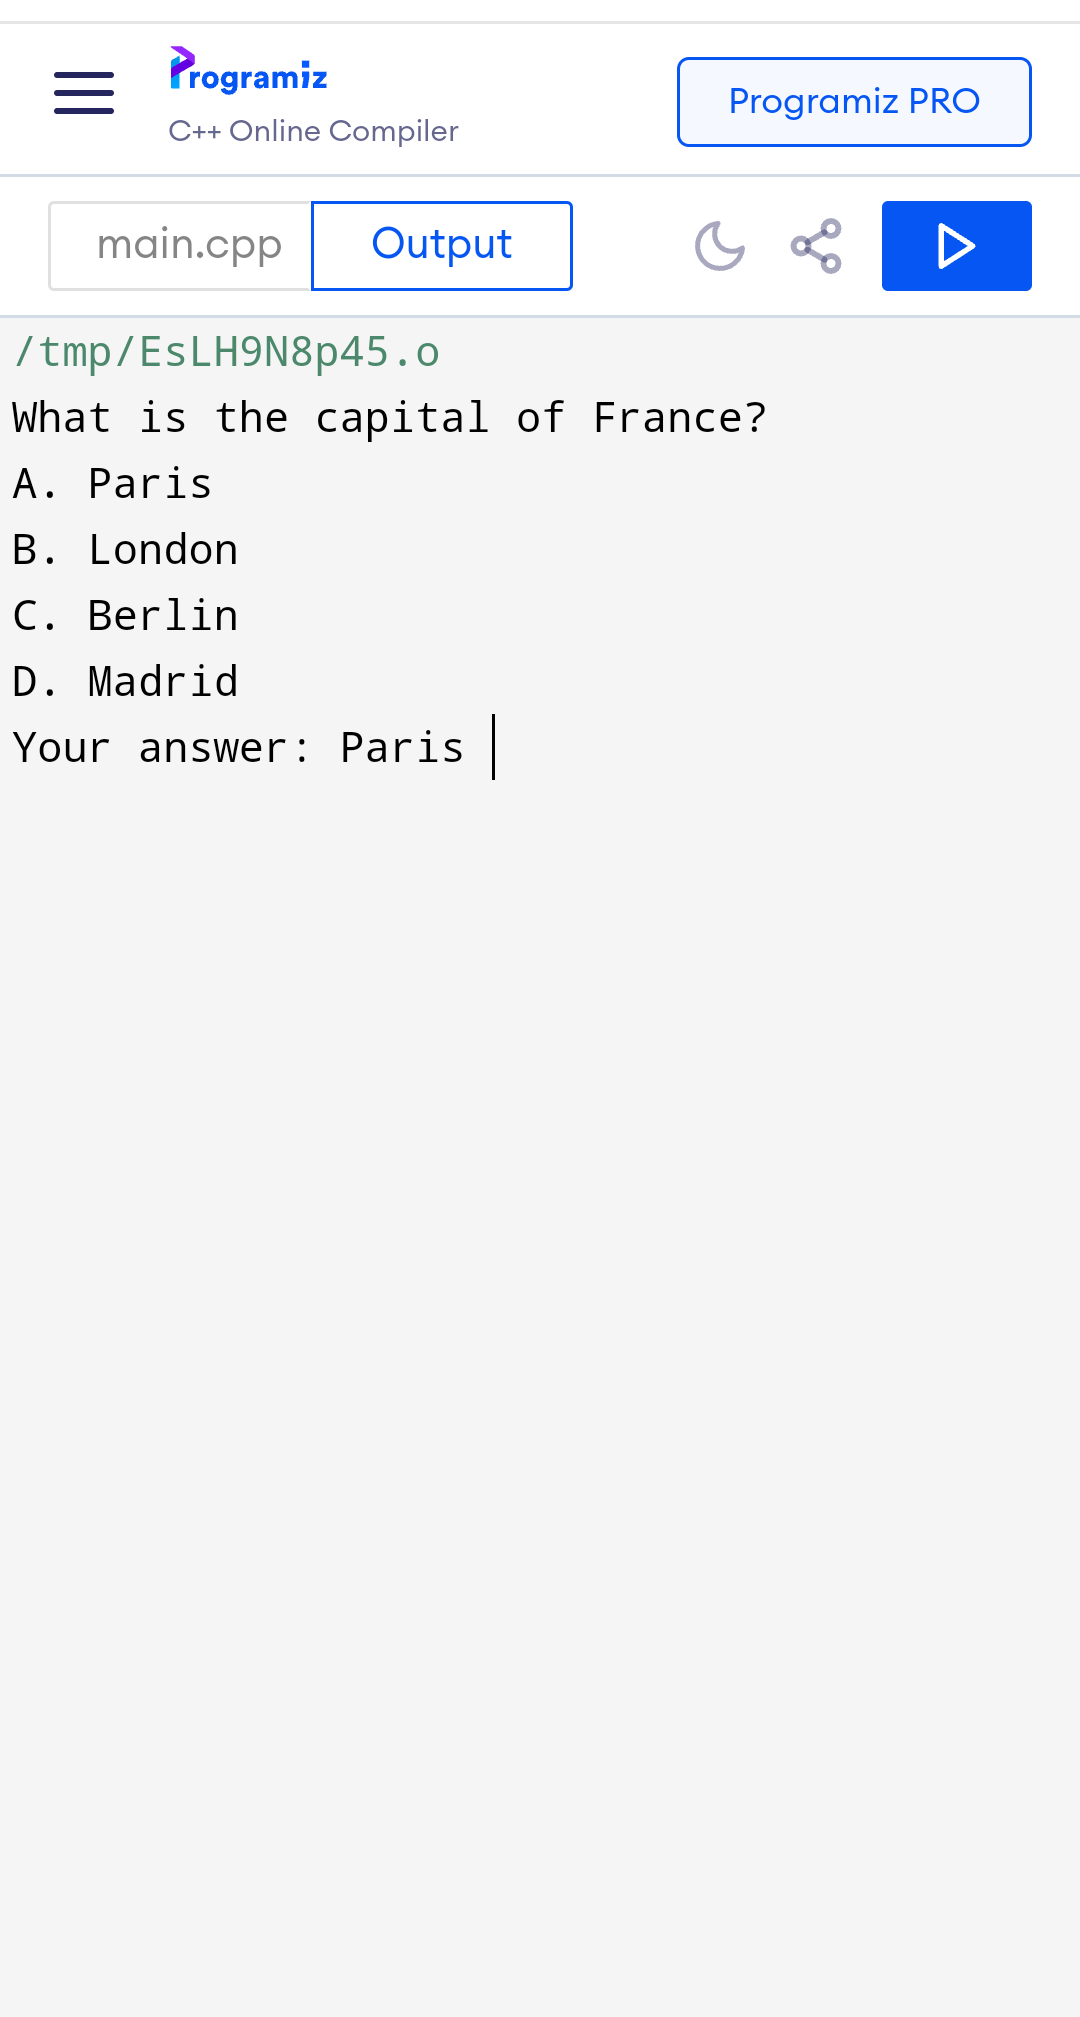 Programiz
C++ Online Compiler
Programiz PRO
main.cpp
Output
/tmp/EsLH9N8p45.o
What is the capital of France?
A. Paris
B. London
C. Berlin
D. Madrid
Your answer: Paris